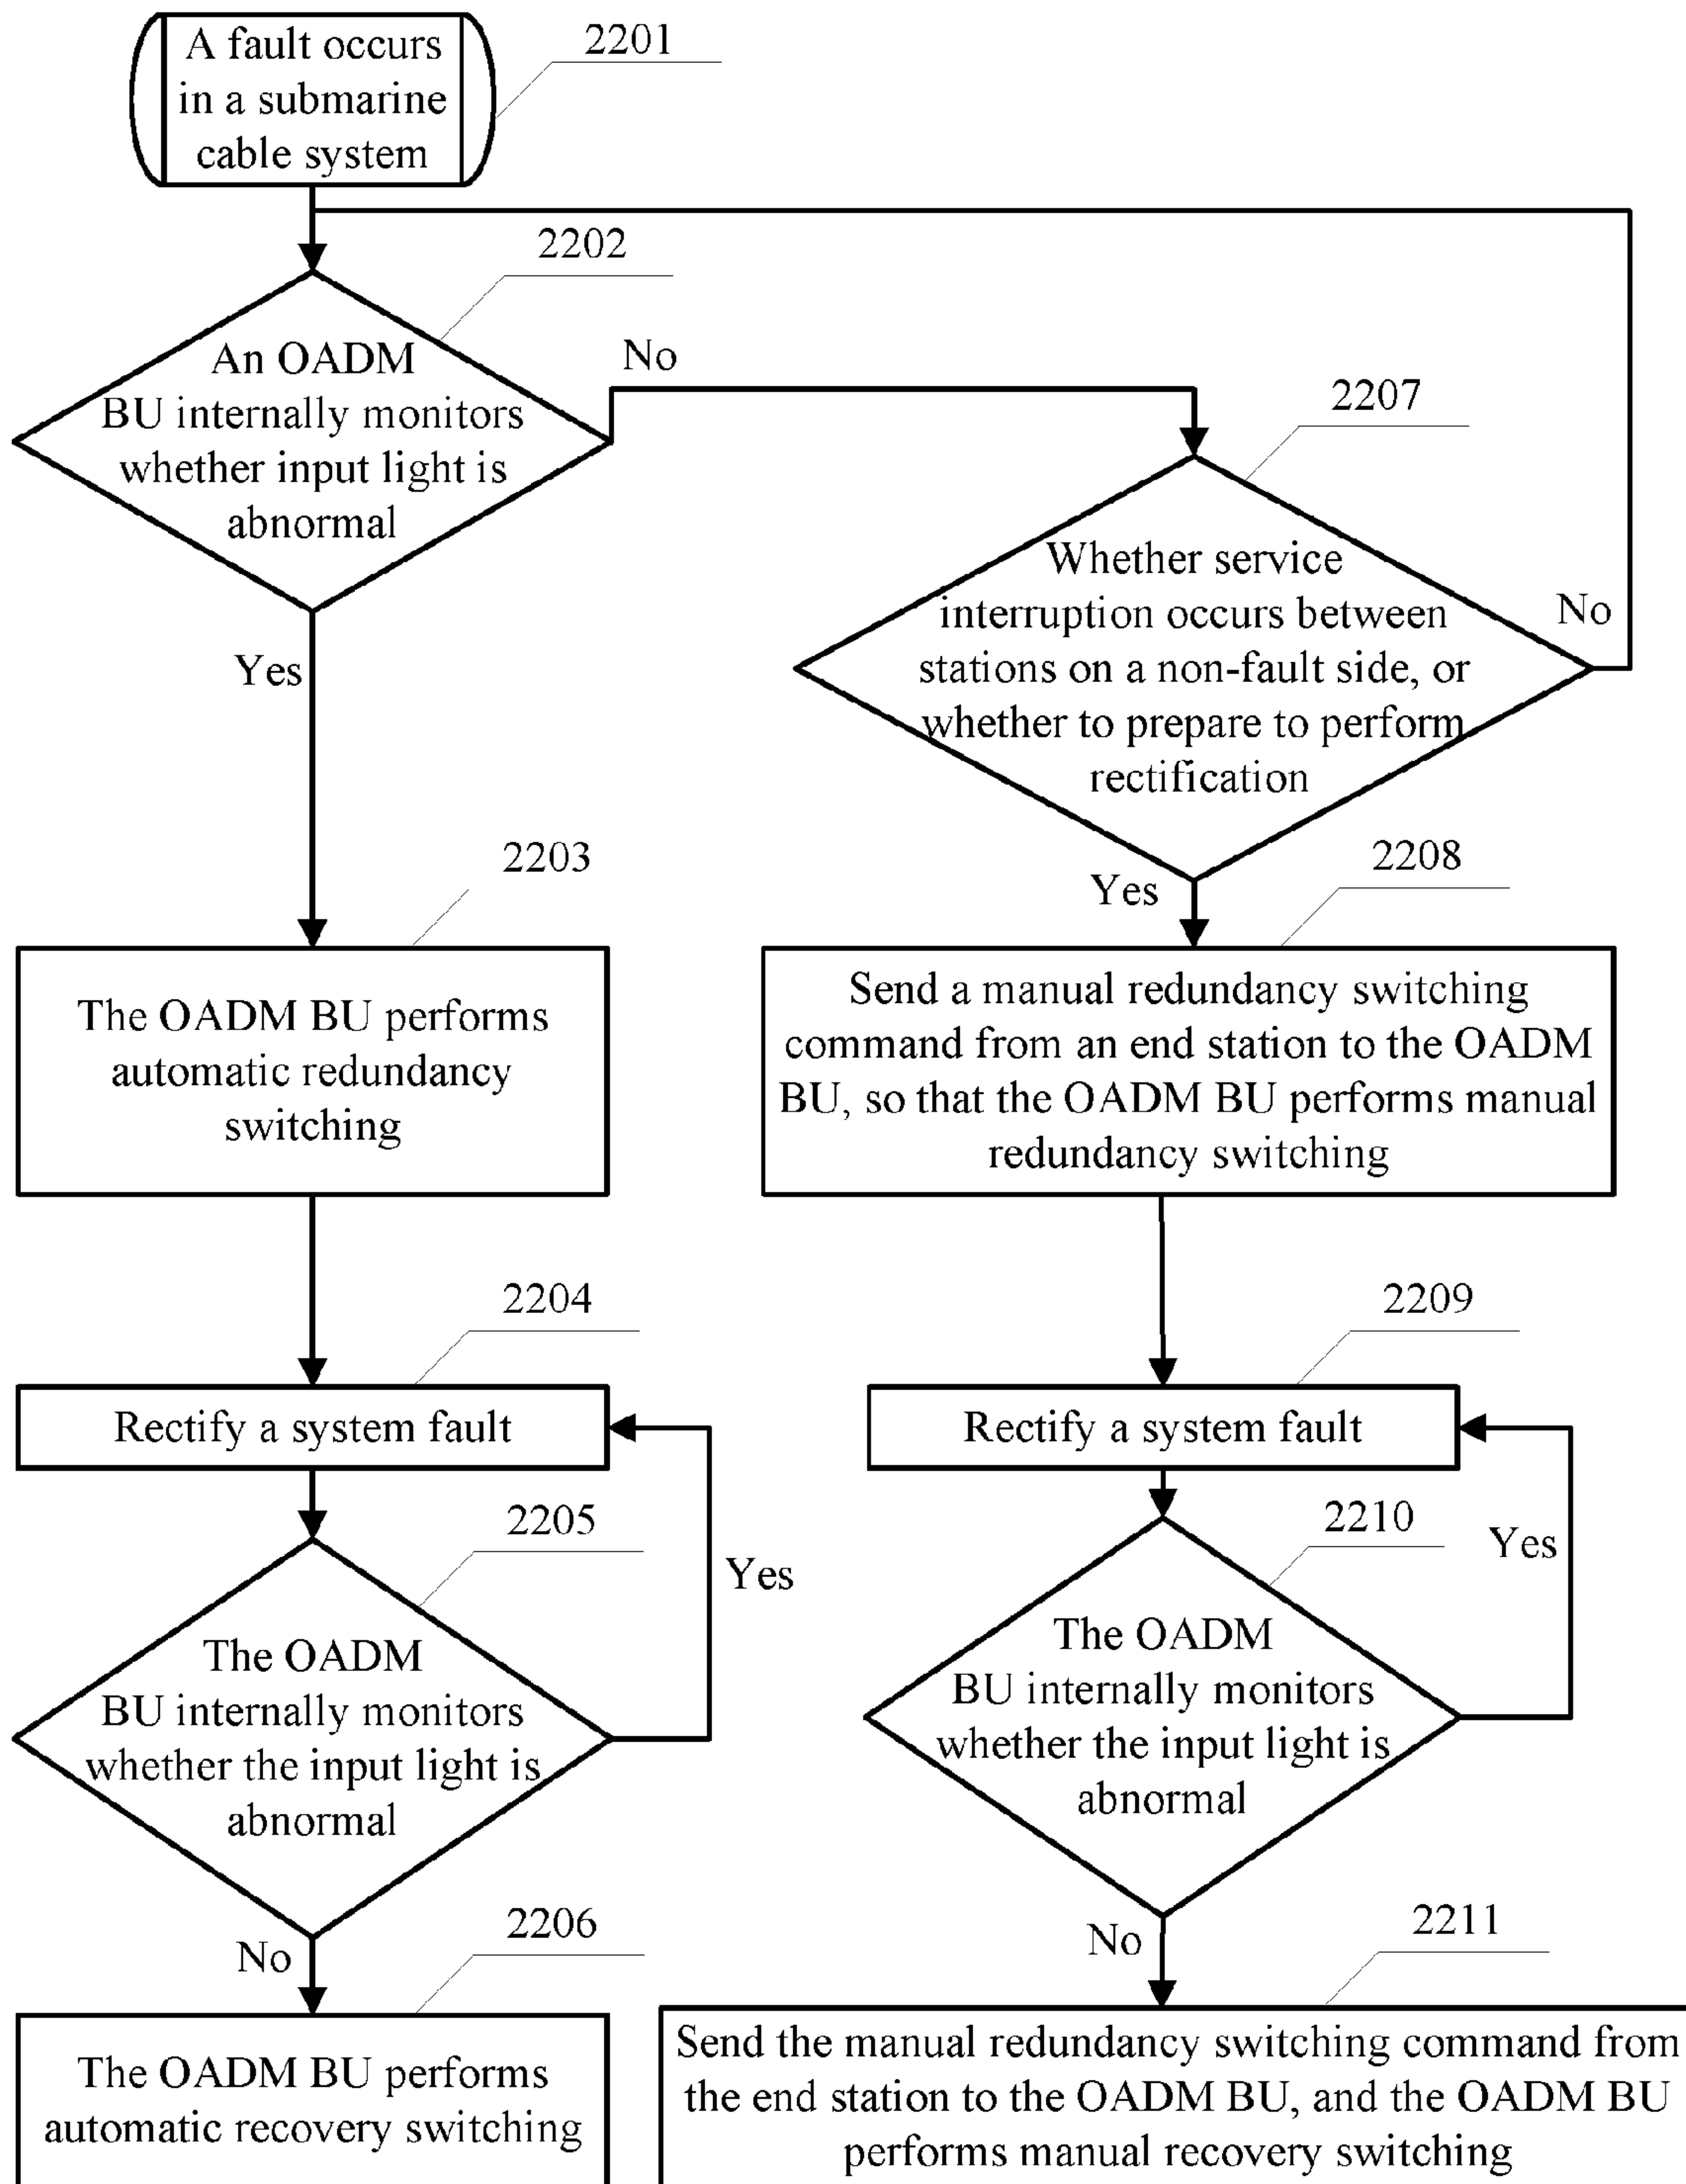 A fault occurs
in a submarine
cable system
2201
2202
An OADM
BU internally monitors
whether input light is
abnormal
No
Yes
2207
Whether service
interruption occurs between
stations on a non-fault side, or
whether to prepare to perform
rectification
No
Yes
2203
The OADM BU performs
automatic redundancy
switching
2208
Send a manual redundancy switching
command from an end station to the OADM
BU, so that the OADM BU performs manual
redundancy switching
2204
Rectify a system fault
2209
Rectify a system fault
2205
The OADM
BU internally monitors
whether the input light is
abnormal
Yes
No
2210
The OADM
BU internally monitors
whether the input light is
abnormal
Yes
No
2206
The OADM BU performs
automatic recovery switching
2211
Send the manual redundancy switching command from
the end station to the OADM BU, and the OADM BU
performs manual recovery switching